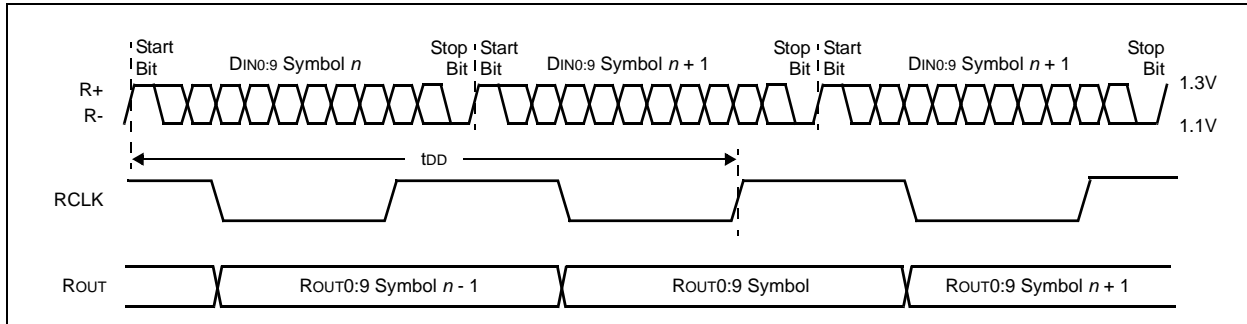 Start Bit
DIN0:9 Symbol n
Stop Bit
Start Bit
DIN0:9 Symbol n + 1
Stop Bit
Start Bit
DIN0:9 Symbol n + 1
Stop Bit
R+
R-
1.3V
1.1V
tDD
RCLK
ROUT
ROUT0:9 Symbol n - 1
ROUT0:9 Symbol
ROUT0:9 Symbol n + 1